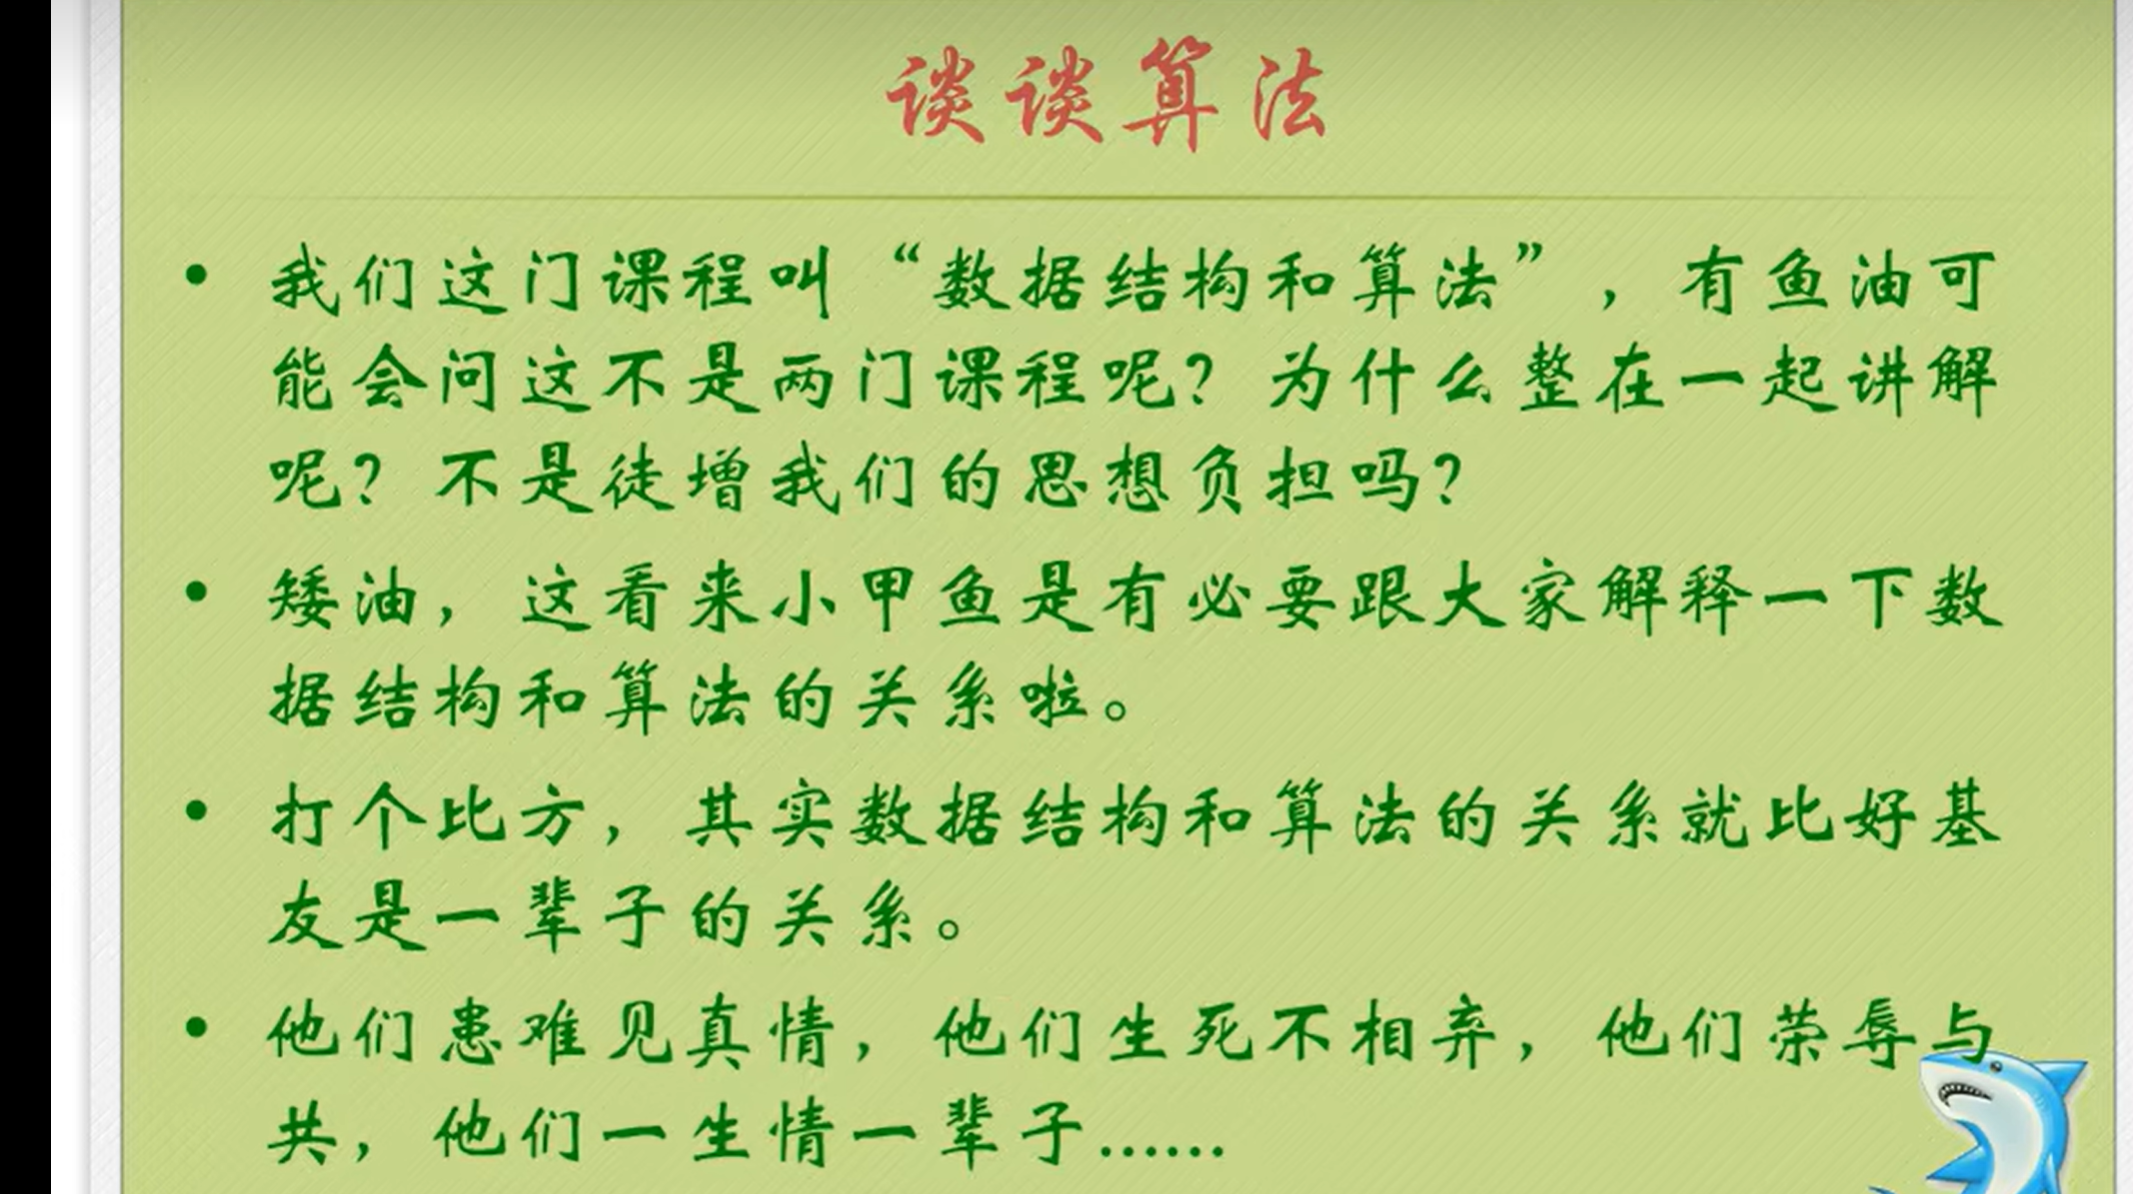 谈谈算法
• 我们这门课程叫“数据结构和算法”，有鱼油可
能会问这不是两门课程呢？为什么整在一起讲解
呢？不是徒增我们的思想负担吗？
• 矮油，这看来小甲鱼是有必要跟大家解释一下数
据结构和算法的关系啦。
• 打个比方，其实数据结构和算法的关系就比好基
友是一辈子的关系。
• 他们患难见真情，他们生死不相弃，他们荣辱与
共，他们一生情一辈子……